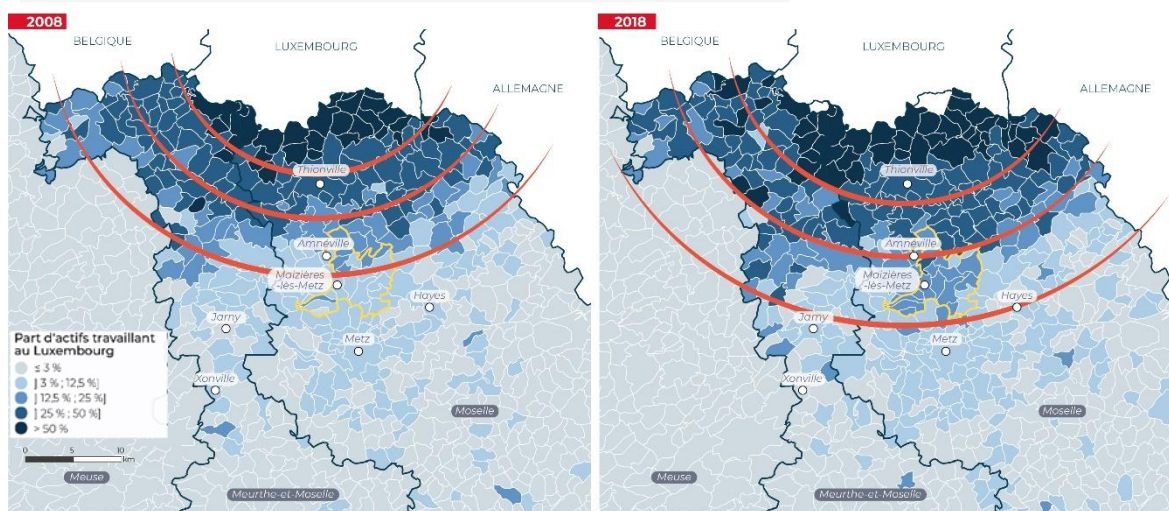 2008
BELGIQUE
LUXEMBOURG
ALLEMAGNE
Thionville
Amnéville
Maizières
-lès-Metz
Hayes
Jarny
Metz
Xonville
Moselle
Meuse
Meurthe-et-Moselle
Part d'actifs travaillant
au Luxembourg
≤ 3 %
] 3 % ; 12,5 %]
] 12,5 % ; 25 %]
] 25 % ; 50 %]
> 50 %
0 5 10
km
2018
BELGIQUE
LUXEMBOURG
ALLEMAGNE
Thionville
Amnéville
Maizières
-lès-Metz
Hayes
Jarny
Metz
Xonville
Moselle
Meuse
Meurthe-et-Moselle